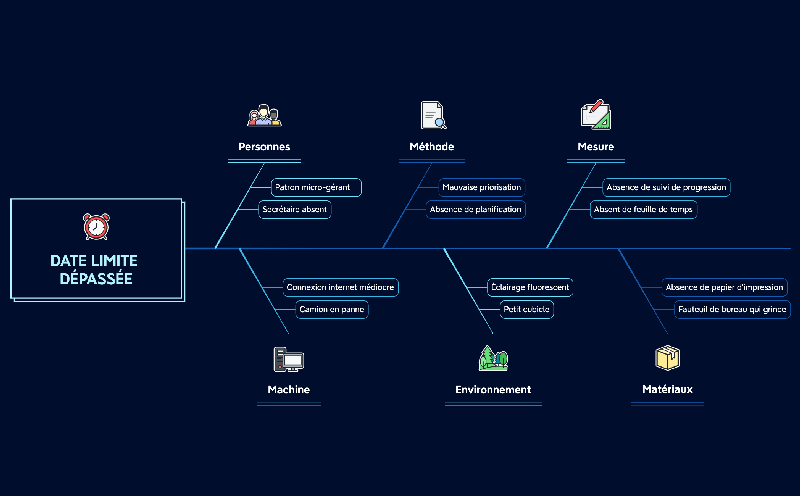 Personnes
Méthode
Mesure
Patron micro-gérant
Mauvaise priorisation
Absence de suivi de progression
Secrétaire absent
Absence de planification
Absent de feuille de temps
DATE LIMITE
DÉPASSÉE
Connexion internet médiocre
Éclairage fluorescent
Absence de papier d'impression
Camion en panne
Petit cubicle
Fauteuil de bureau qui grince
Machine
Environnement
Matériaux